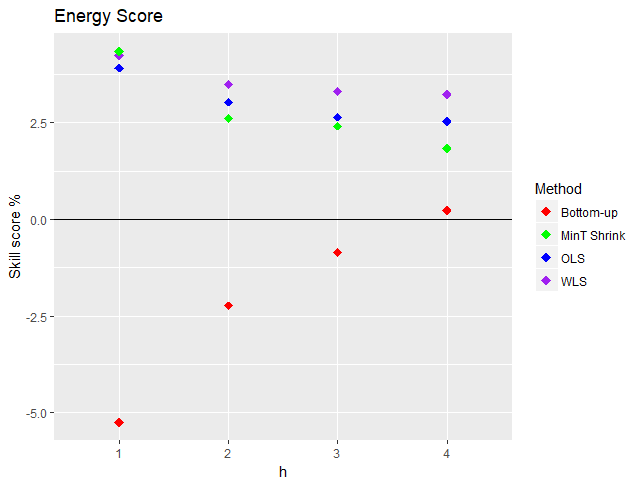 Energy Score
Skill score %
2.5
0.0
-2.5
-5.0
1
2
3
4
h
Method
Bottom-up
MinT Shrink
OLS
WLS